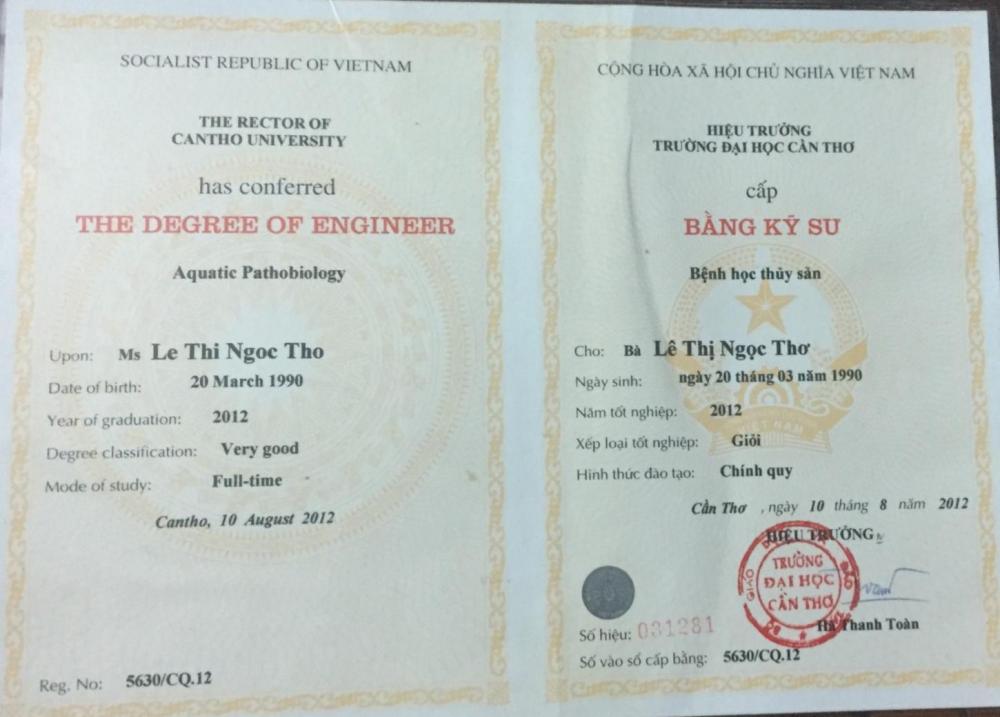 SOCIALIST REPUBLIC OF VIETNAM
THE RECTOR OF
CANTHO UNIVERSITY
has conferred
THE DEGREE OF ENGINEER
Aquatic Pathobiology
Upon: Ms Le Thi Ngoc Tho
Date of birth: 20 March 1990
Year of graduation: 2012
Degree classification: Very good
Mode of study: Full-time
Cantho, 10 August 2012
Reg. No: 5630/CQ.12
CỘNG HÒA XÃ HỘI CHỦ NGHĨA VIỆT NAM
HIỆU TRƯỞNG
TRƯỜNG ĐẠI HỌC CẦN THƠ
cấp
BẰNG KỸ SƯ
Bệnh học thủy sản
Cho: Bà Lê Thị Ngọc Thơ
Ngày sinh: ngày 20 tháng 03 năm 1990
Năm tốt nghiệp: 2012
Xếp loại tốt nghiệp: Giỏi
Hình thức đào tạo: Chính quy
VIỆT NAM
Cần Thơ , ngày 10 tháng 8 năm 2012
HIỆU TRƯỞNG
TRƯỜNG
ĐẠI HỌC
CẦN THƠ
Hà Thanh Toàn
Số hiệu: 031281
Số vào sổ cấp bằng: 5630/CQ.12